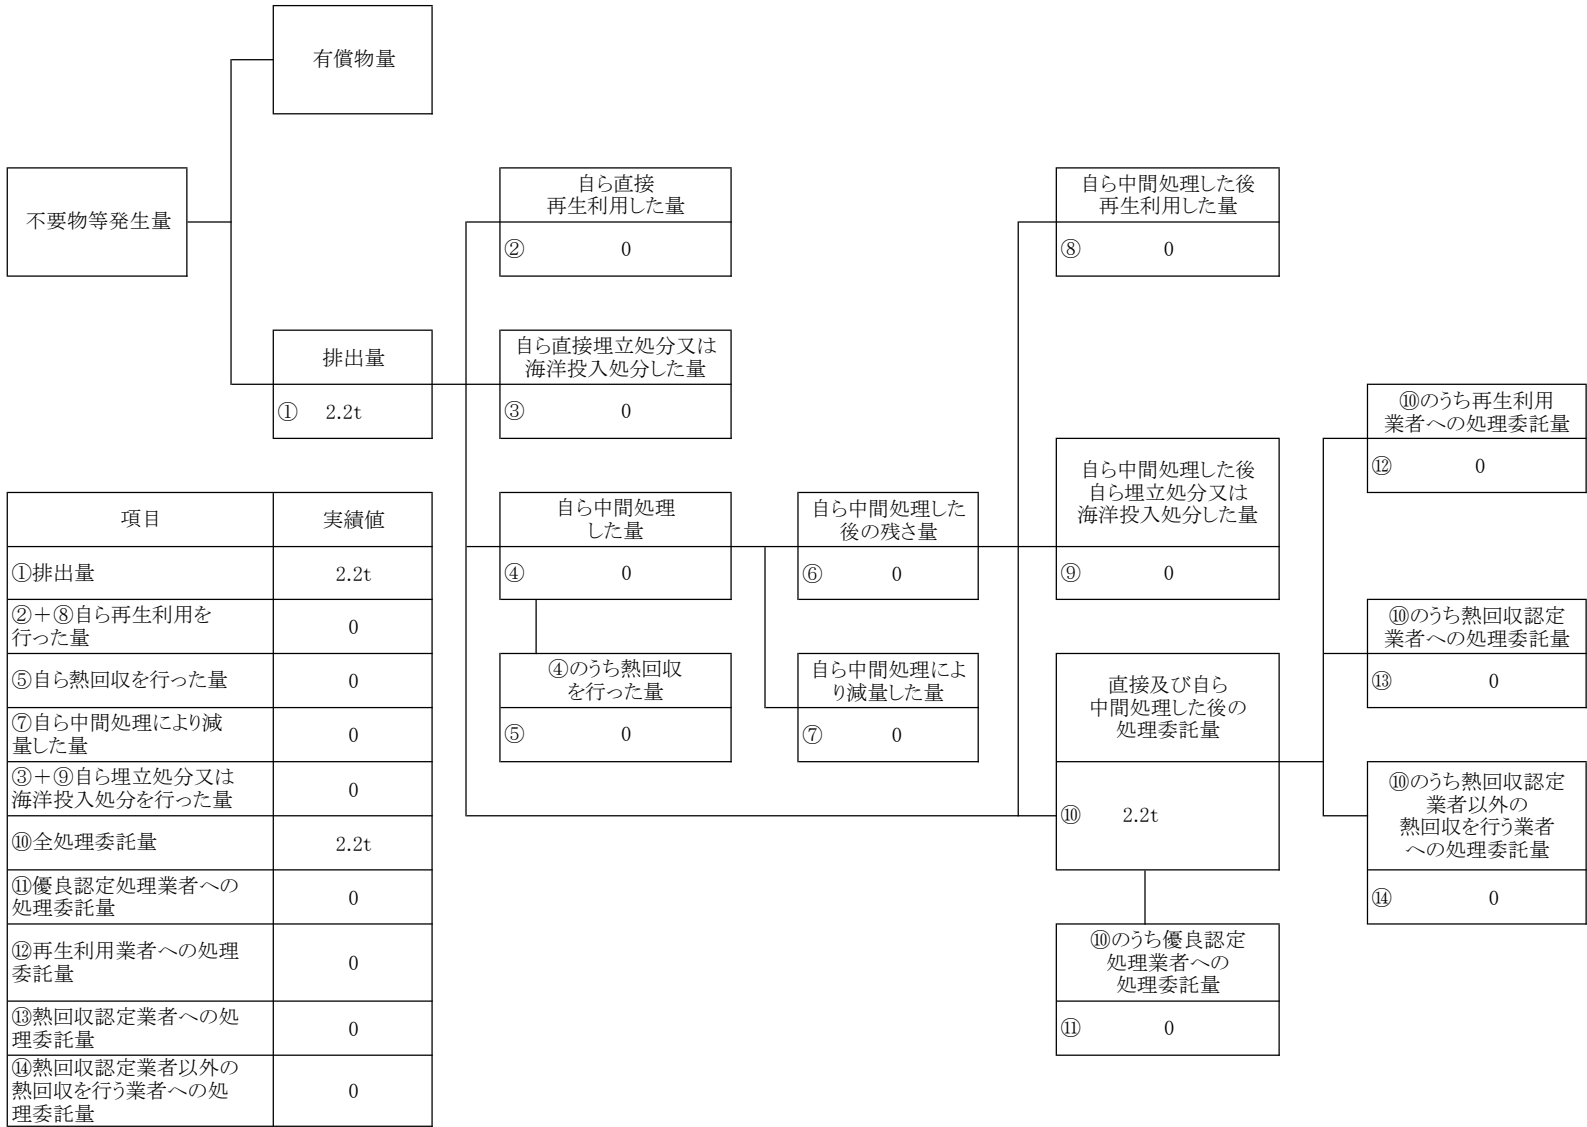 有償物量
不要物等発生量
自ら直接
再生利用した量
② 0
自ら中間処理した後
再生利用した量
⑧ 0
排出量
① 2.2t
自ら直接埋立処分又は
海洋投入処分した量
③ 0
⑩のうち再生利用
業者への処理委託量
⑫ 0
自ら中間処理した後
自ら埋立処分又は
海洋投入処分した量
⑨ 0
自ら中間処理
した量
④ 0
自ら中間処理した
後の残さ量
⑥ 0
④のうち熱回収
を行った量
⑤ 0
自ら中間処理によ
り減量した量
⑦ 0
直接及び自ら
中間処理した後の
処理委託量
⑩ 2.2t
⑩のうち熱回収認定
業者への処理委託量
⑬ 0
⑩のうち熱回収認定
業者以外の
熱回収を行う業者
への処理委託量
⑭ 0
⑩のうち優良認定
処理業者への
処理委託量
⑪ 0
項目 実績値
①排出量 2.2t
②+⑧自ら再生利用を
行った量 0
⑤自ら熱回収を行った量 0
⑦自ら中間処理により減
量した量 0
③+⑨自ら埋立処分又は
海洋投入処分を行った量 0
⑩全処理委託量 2.2t
⑪優良認定処理業者への
処理委託量 0
⑫再生利用業者への処理
委託量 0
⑬熱回収認定業者への処
理委託量 0
⑭熱回収認定業者以外の
熱回収を行う業者への処
理委託量 0